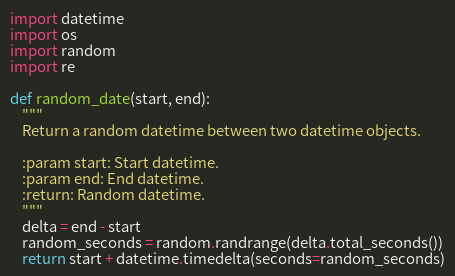 import datetime
import os
import random
import re

def random_date(start, end):
    """
    Return a random datetime between two datetime objects.

    :param start: Start datetime.
    :param end: End datetime.
    :return: Random datetime.
    """
    delta = end - start
    random_seconds = random.randrange(delta.total_seconds())
    return start + datetime.timedelta(seconds=random_seconds)